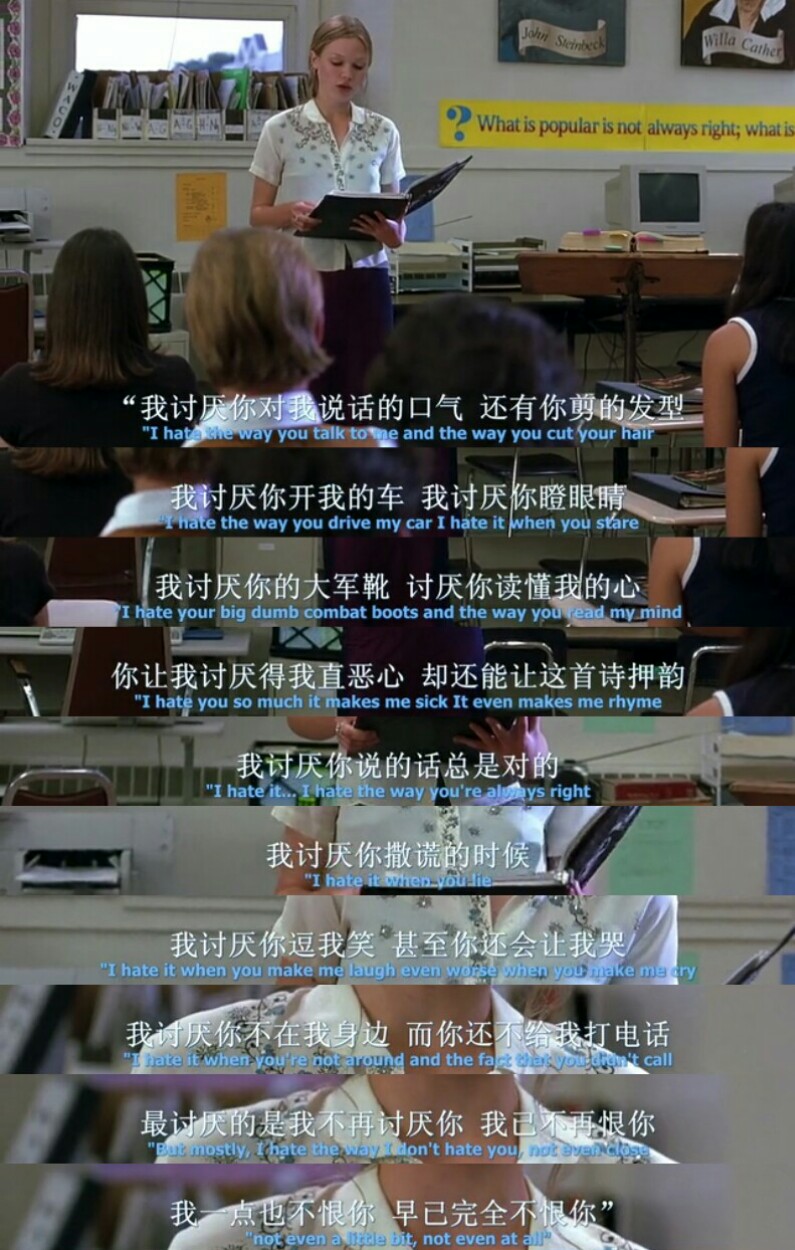 John Steinbeck
Willa Cather
? What is popular is not always right; what is
WACO
A-G
H-N
“我讨厌你对我说话的口气 还有你剪的发型
"I hate the way you talk to me and the way you cut your hair
我讨厌你开我的车 我讨厌你瞪眼睛
"I hate the way you drive my car I hate it when you stare
我讨厌你的大军靴 讨厌你读懂我的心
"I hate your big dumb combat boots and the way you read my mind
你让我讨厌得我直恶心 却还能让这首诗押韵
"I hate you so much it makes me sick It even makes me rhyme
我讨厌你说的话总是对的
"I hate it... I hate the way you're always right
我讨厌你撒谎的时候
"I hate it when you lie
我讨厌你逗我笑 甚至你还会让我哭
"I hate it when you make me laugh even worse when you make me cry
我讨厌你不在我身边 而你还不给我打电话
"I hate it when you're not around and the fact that you didn't call
最讨厌的是我不再讨厌你 我已不再恨你
"But mostly, I hate the way I don't hate you, not even close
我一点也不恨你 早已完全不恨你”
"not even a little bit, not even at all"